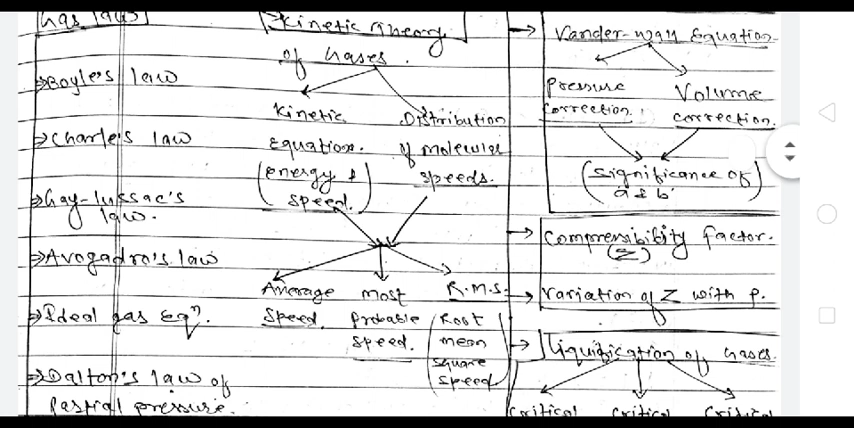 Gas laws
⇒Boyle's law
⇒Charle's law
⇒Gay-lussac's
law.
⇒Avogadro's law
⇒Ideal gas Eqⁿ.
⇒Dalton's law of
Partial pressure.
Kinetic Theory
of Gases.
Kinetic
Equation.
(energy &
speed)
Distribution
of molecular
speeds.
Average
Speed.
most
probable
speed.
R.M.S.
(Root
mean
square
speed)
→ Vander-waal Equation
Pressure
correction
Volume
correction.
(significance of
a & b)
→ Compressibility factor.
(Z)
→ Variation of Z with P.
→ liquification of gases.
Critical
Critical
Critical